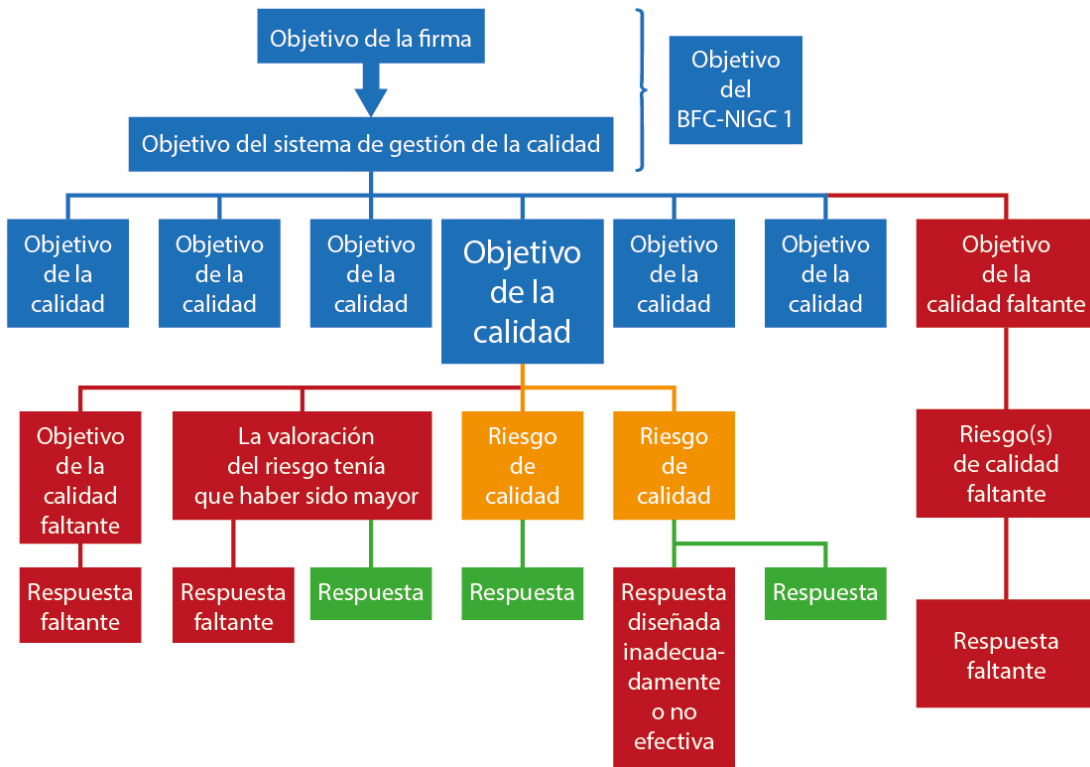 Objetivo de la firma
Objetivo
del
BFC-NIGC 1
Objetivo del sistema de gestión de la calidad
Objetivo
de la
calidad
Objetivo
de la
calidad
Objetivo
de la
calidad
Objetivo
de la
calidad
Objetivo
de la
calidad
Objetivo
de la
calidad
Objetivo
de la
calidad faltante
Objetivo
de la
calidad
faltante
La valoración
del riesgo tenía
que haber sido mayor
Riesgo
de
calidad
Riesgo
de
calidad
Riesgo(s)
de calidad
faltante
Respuesta
faltante
Respuesta
faltante
Respuesta
Respuesta
Respuesta
diseñada
inadecua-
damente
o no
efectiva
Respuesta
Respuesta
faltante